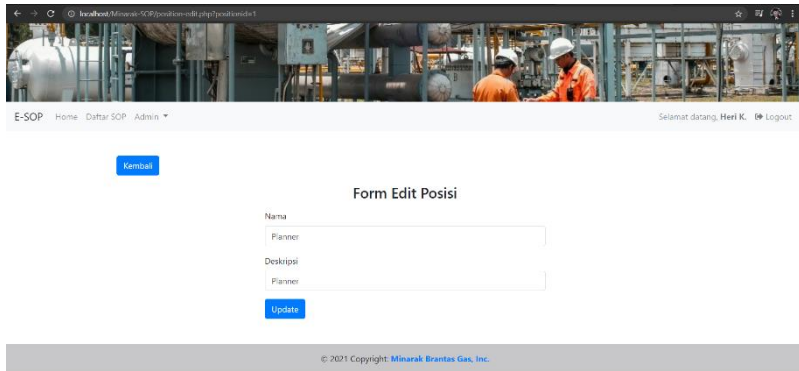 localhost/Minarak-SOP/position-edit.php?positionid=1
E-SOP Home Daftar SOP Admin Selamat datang, Heri K. Logout
Kembali
Form Edit Posisi
Nama
Planner
Deskripsi
Planner
Update
© 2021 Copyright: Minarak Brantas Gas, Inc.